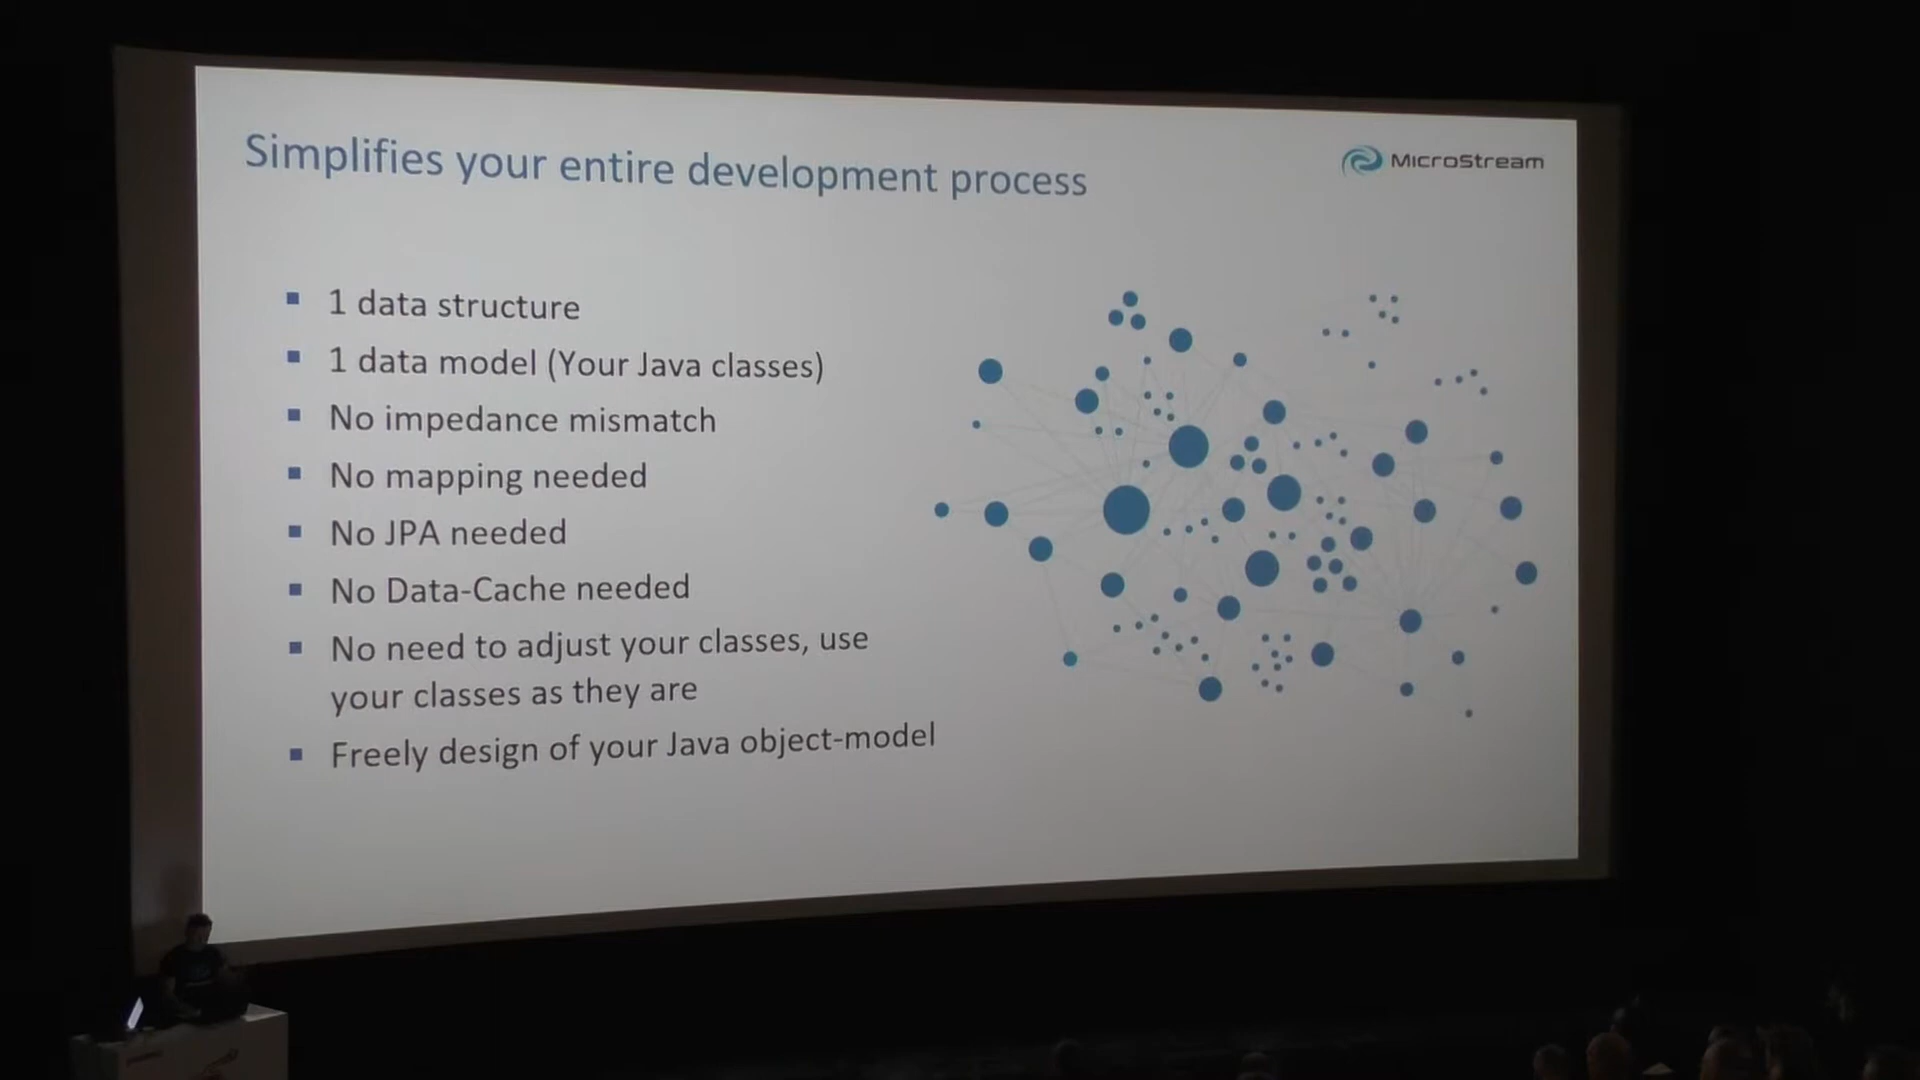 Simplifies your entire development process
MicroStream
1 data structure
1 data model (Your Java classes)
No impedance mismatch
No mapping needed
No JPA needed
No Data-Cache needed
No need to adjust your classes, use
your classes as they are
Freely design of your Java object-model